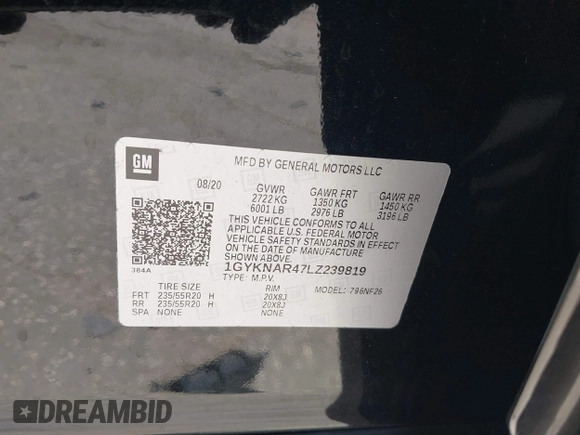 GM
MFD BY GENERAL MOTORS LLC
08/20 GVWR GAWR FRT GAWR RR
2722 KG 1350 KG 1450 KG
6001 LB 2976 LB 3196 LB
THIS VEHICLE CONFORMS TO ALL
APPLICABLE U.S. FEDERAL MOTOR
VEHICLE SAFETY STANDARDS IN EFFECT
ON THE DATE OF MANUFACTURE
SHOWN ABOVE.
384A
1GYKNAR47LZ239819
TYPE: M.P.V.
TIRE SIZE RIM MODEL: 796NF26
FRT 235/55R20 H 20X8J
RR 235/55R20 H 20X8J
SPA NONE NONE
DREAMBID